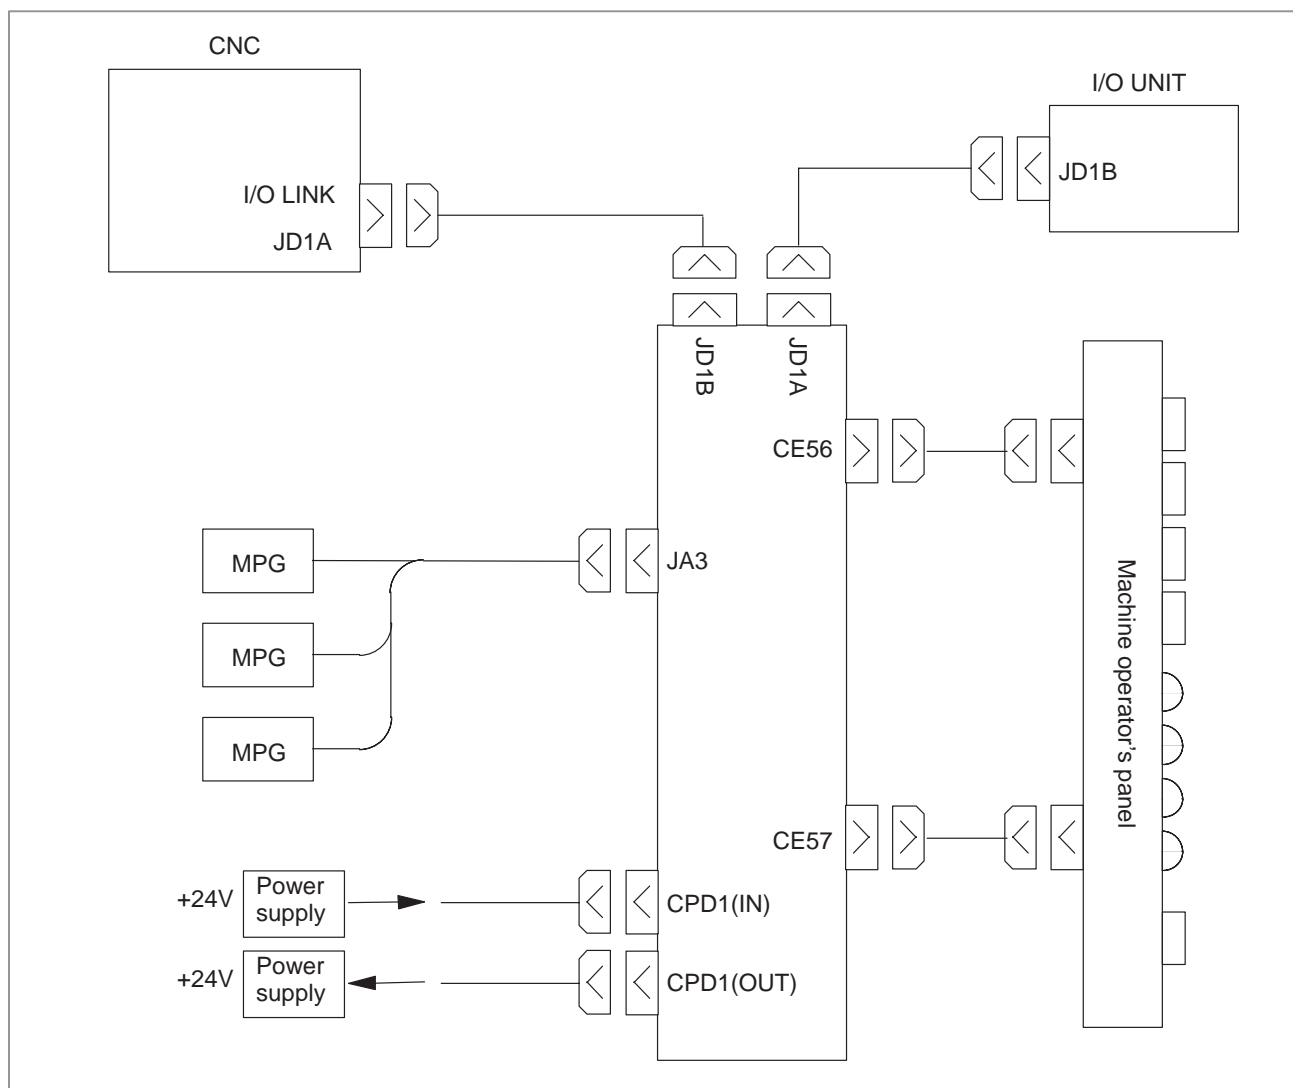 CNC
I/O UNIT
I/O LINK
JD1A
JD1B
JD1B
JD1A
CE56
MPG
JA3
MPG
MPG
Machine operator's panel
CE57
+24V
Power
supply
CPD1(IN)
+24V
Power
supply
CPD1(OUT)